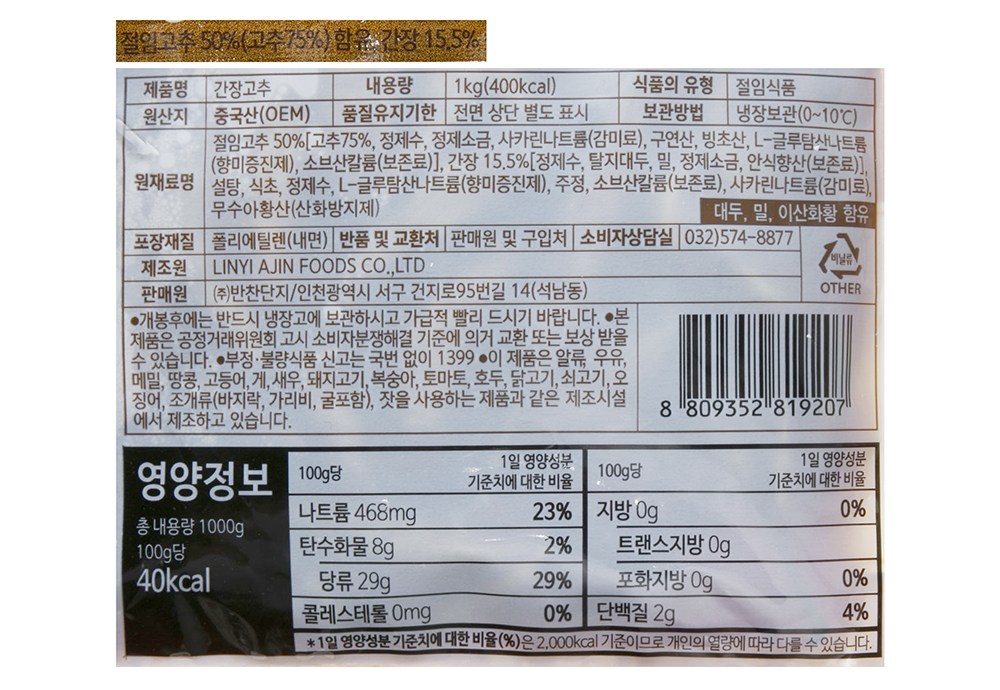 절임고추 50%(고추75%) 함유, 간장 15.5%
제품명 간장고추 내용량 1kg(400kcal) 식품의 유형 절임식품
원산지 중국산(OEM) 품질유지기한 전면 상단 별도 표시 보관방법 냉장보관(0~10℃)
원재료명
절임고추 50%[고추75%, 정제수, 정제소금, 사카린나트륨(감미료), 구연산, 빙초산, L-글루탐산나트륨
(향미증진제), 소브산칼륨(보존료)], 간장 15.5%[정제수, 탈지대두, 밀, 정제소금, 안식향산(보존료)],
설탕, 식초, 정제수, L-글루탐산나트륨(향미증진제), 주정, 소브산칼륨(보존료), 사카린나트륨(감미료),
무수아황산(산화방지제)
대두, 밀, 이산화황 함유
포장재질 폴리에틸렌(내면) 반품 및 교환처 판매원 및 구입처 소비자상담실 032)574-8877
제조원 LINYI AJIN FOODS CO.,LTD
판매원 (주)반찬단지/인천광역시 서구 건지로95번길 14(석남동)
비닐류
OTHER
●개봉후에는 반드시 냉장고에 보관하시고 가급적 빨리 드시기 바랍니다. ●본
제품은 공정거래위원회 고시 소비자분쟁해결 기준에 의거 교환 또는 보상 받을
수 있습니다. ●부정·불량식품 신고는 국번 없이 1399 ●이 제품은 알류, 우유,
메밀, 땅콩, 고등어, 게, 새우, 돼지고기, 복숭아, 토마토, 호두, 닭고기, 쇠고기, 오
징어, 조개류(바지락, 가리비, 굴포함), 잣을 사용하는 제품과 같은 제조시설
에서 제조하고 있습니다.
8 809352 819207
영양정보
총 내용량 1000g
100g당
40kcal
100g당 1일 영양성분
기준치에 대한 비율
나트륨 468mg 23%
탄수화물 8g 2%
당류 29g 29%
콜레스테롤 0mg 0%
100g당 1일 영양성분
기준치에 대한 비율
지방 0g 0%
트랜스지방 0g
포화지방 0g 0%
단백질 2g 4%
*1일 영양성분 기준치에 대한 비율(%)은 2,000kcal 기준이므로 개인의 열량에 따라 다를 수 있습니다.